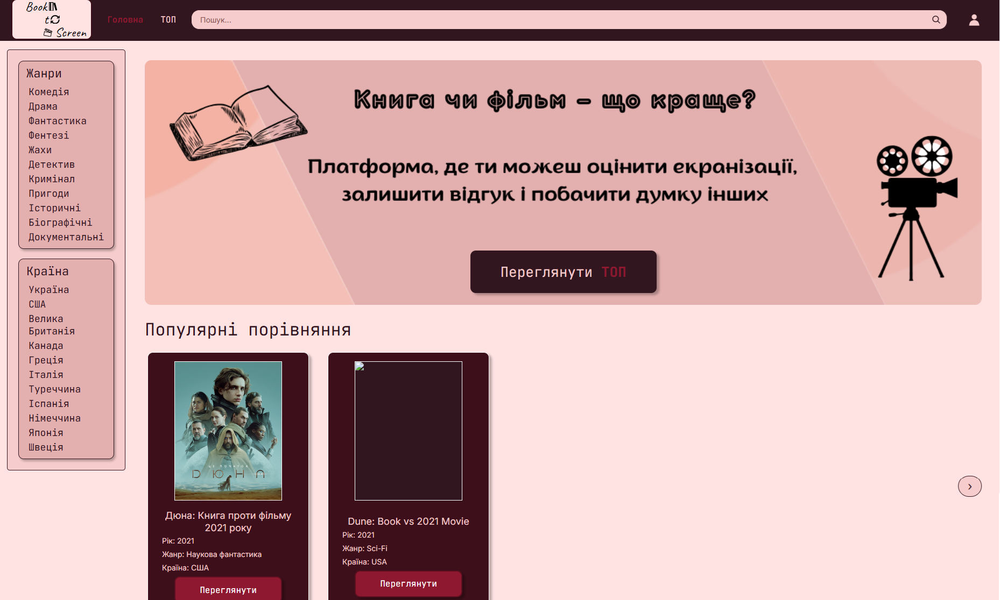 Book
to
Screen
Головна
ТОП
Пошук...
Жанри
Комедія
Драма
Фантастика
Фентезі
Жахи
Детектив
Кримінал
Пригоди
Історичні
Біографічні
Документальні
Країна
Україна
США
Велика
Британія
Канада
Греція
Італія
Туреччина
Іспанія
Німеччина
Японія
Швеція
Книга чи фільм – що краще?
Платформа, де ти можеш оцінити екранізації,
залишити відгук і побачити думку інших
Переглянути ТОП
Популярні порівняння
ЦЕ ПОЧАТОК
ДЮНА
Дюна: Книга проти фільму
2021 року
Рік: 2021
Жанр: Наукова фантастика
Країна: США
Переглянути
Dune: Book vs 2021 Movie
Рік: 2021
Жанр: Sci-Fi
Країна: USA
Переглянути